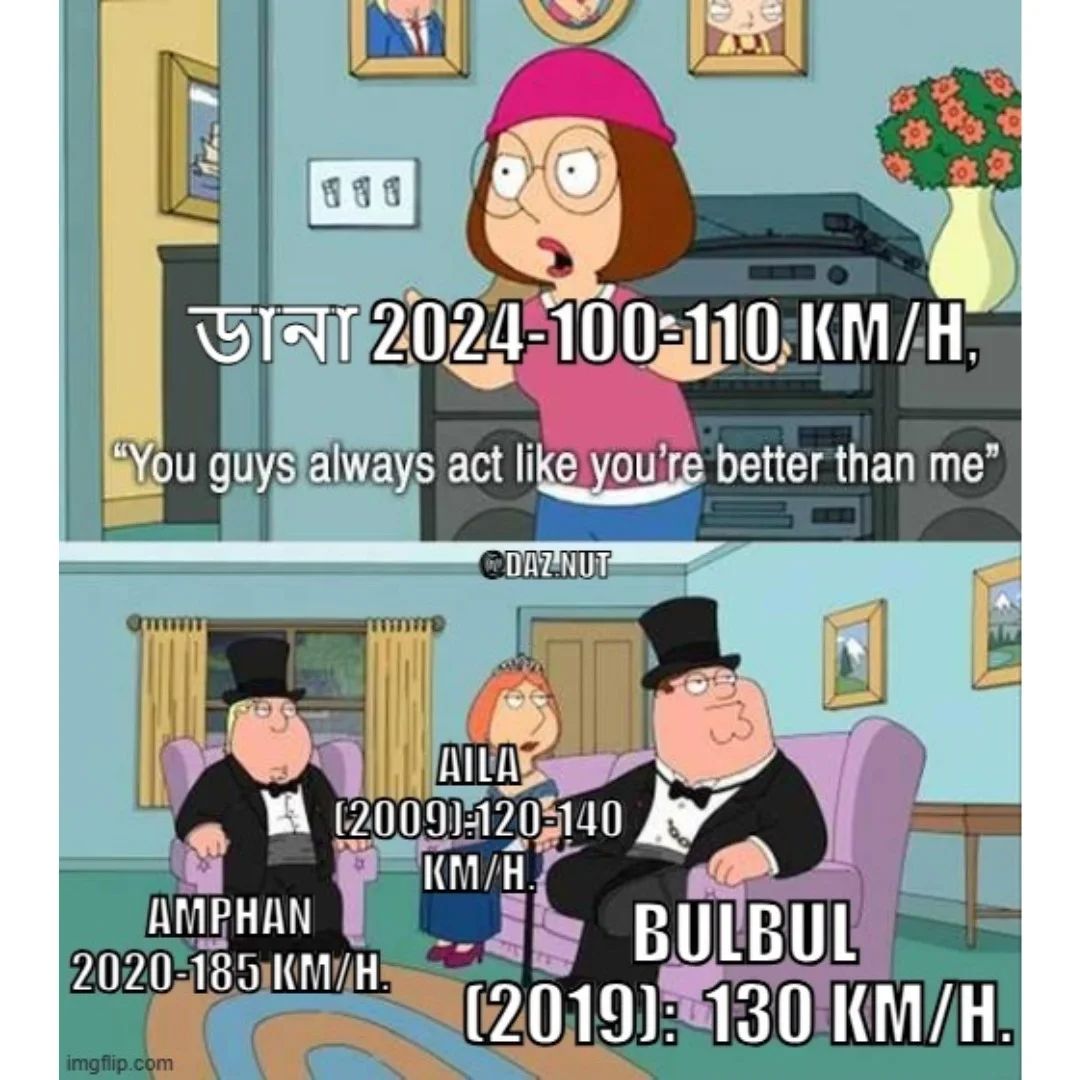 ডানা 2024-100-110 KM/H,
“You guys always act like you're better than me”
@DAZ.NUT
AILA
(2009):120-140
KM/H.
AMPHAN
2020-185 KM/H.
BULBUL
(2019): 130 KM/H.
imgflip.com